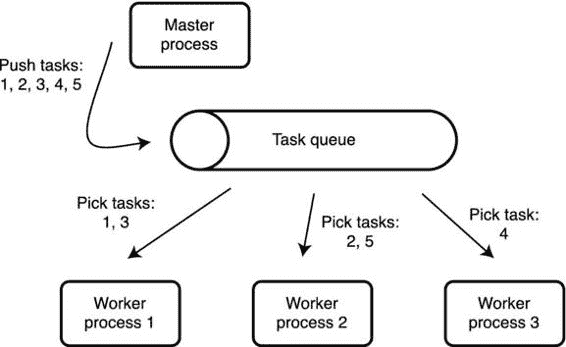 Master
process
Push tasks:
1, 2, 3, 4, 5
Task queue
Pick tasks:
1, 3
Pick tasks:
2, 5
Pick task:
4
Worker
process 1
Worker
process 2
Worker
process 3